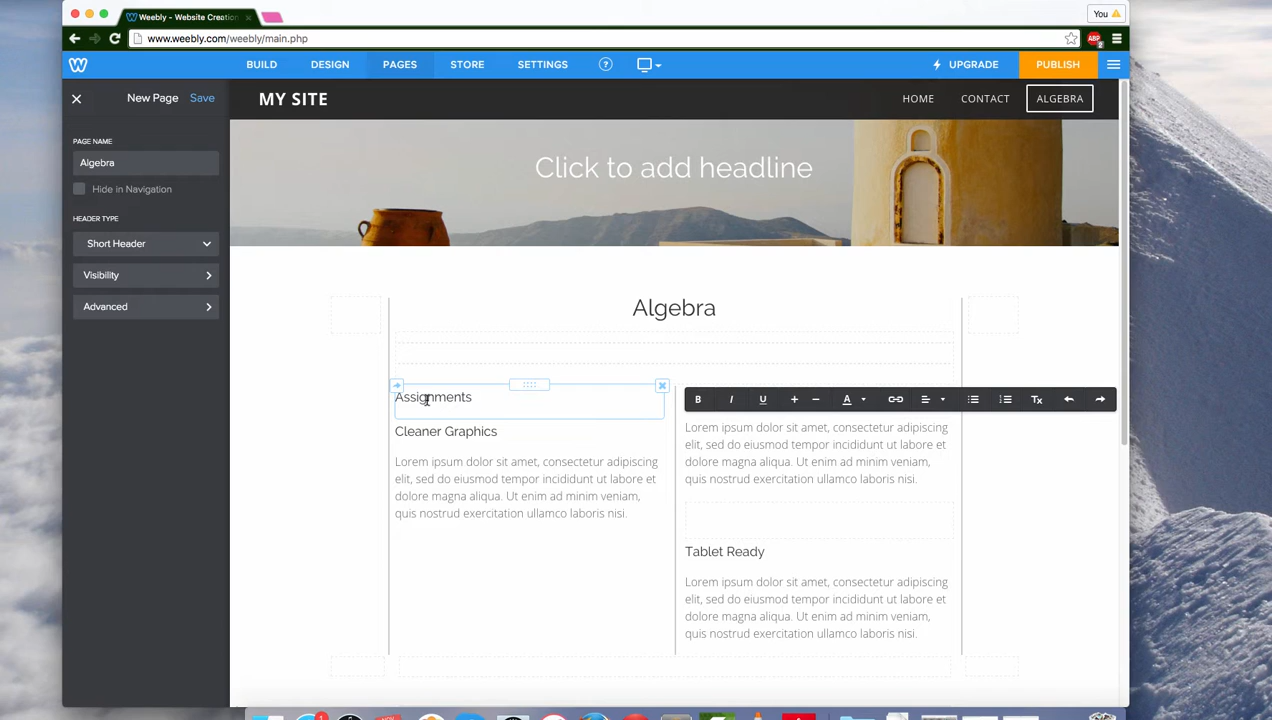 Weebly - Website Creation
You
www.weebly.com/weebly/main.php
ABP
2
BUILD DESIGN PAGES STORE SETTINGS ? UPGRADE PUBLISH
New Page Save
MY SITE
HOME CONTACT ALGEBRA
PAGE NAME
Algebra
Hide in Navigation
HEADER TYPE
Short Header
Visibility
Advanced
Click to add headline
Algebra
Assignments
B I U + − A Tx
Cleaner Graphics
Lorem ipsum dolor sit amet, consectetur adipiscing
elit, sed do eiusmod tempor incididunt ut labore et
dolore magna aliqua. Ut enim ad minim veniam,
quis nostrud exercitation ullamco laboris nisi.
Lorem ipsum dolor sit amet, consectetur adipiscing
elit, sed do eiusmod tempor incididunt ut labore et
dolore magna aliqua. Ut enim ad minim veniam,
quis nostrud exercitation ullamco laboris nisi.
Tablet Ready
Lorem ipsum dolor sit amet, consectetur adipiscing
elit, sed do eiusmod tempor incididunt ut labore et
dolore magna aliqua. Ut enim ad minim veniam,
quis nostrud exercitation ullamco laboris nisi.
1
NOV